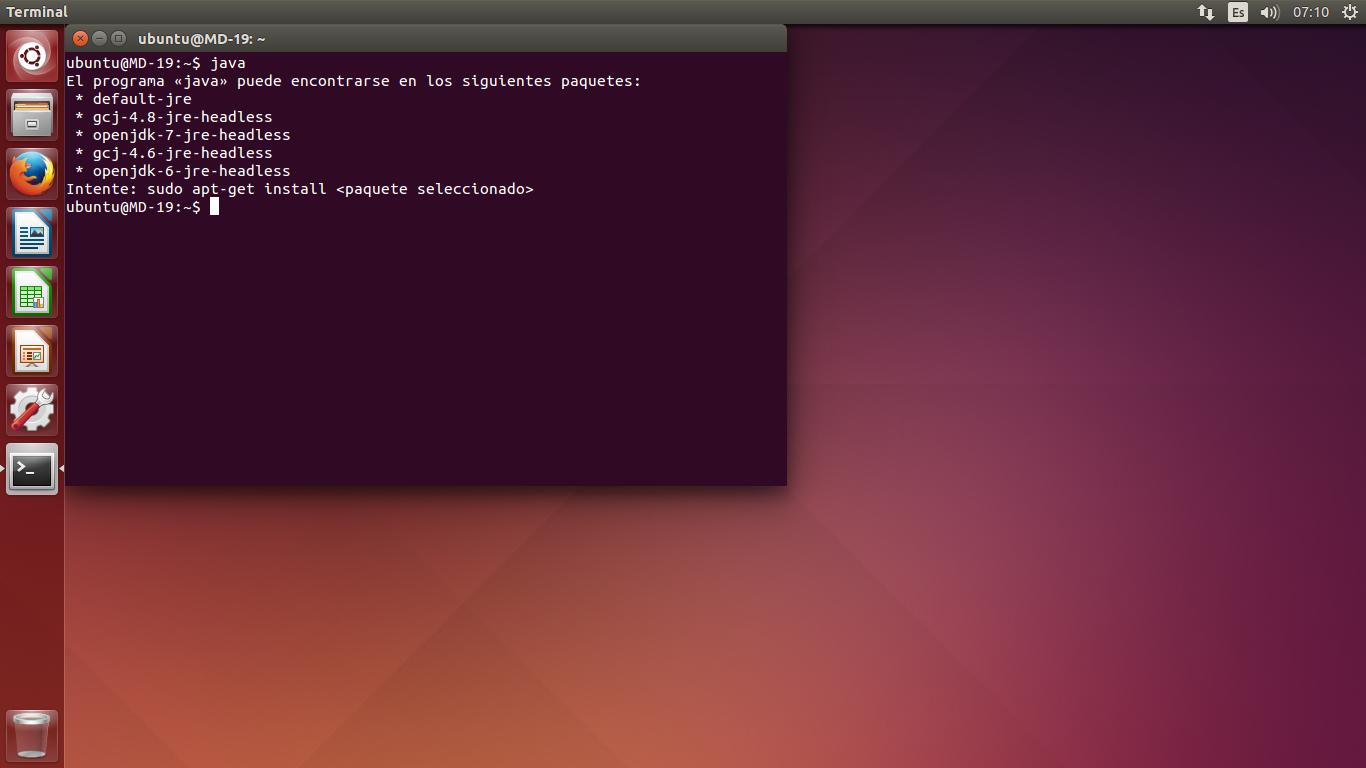 Terminal
Es
07:10
ubuntu@MD-19: ~
ubuntu@MD-19:~$ java
El programa «java» puede encontrarse en los siguientes paquetes:
* default-jre
* gcj-4.8-jre-headless
* openjdk-7-jre-headless
* gcj-4.6-jre-headless
* openjdk-6-jre-headless
Intente: sudo apt-get install <paquete seleccionado>
ubuntu@MD-19:~$